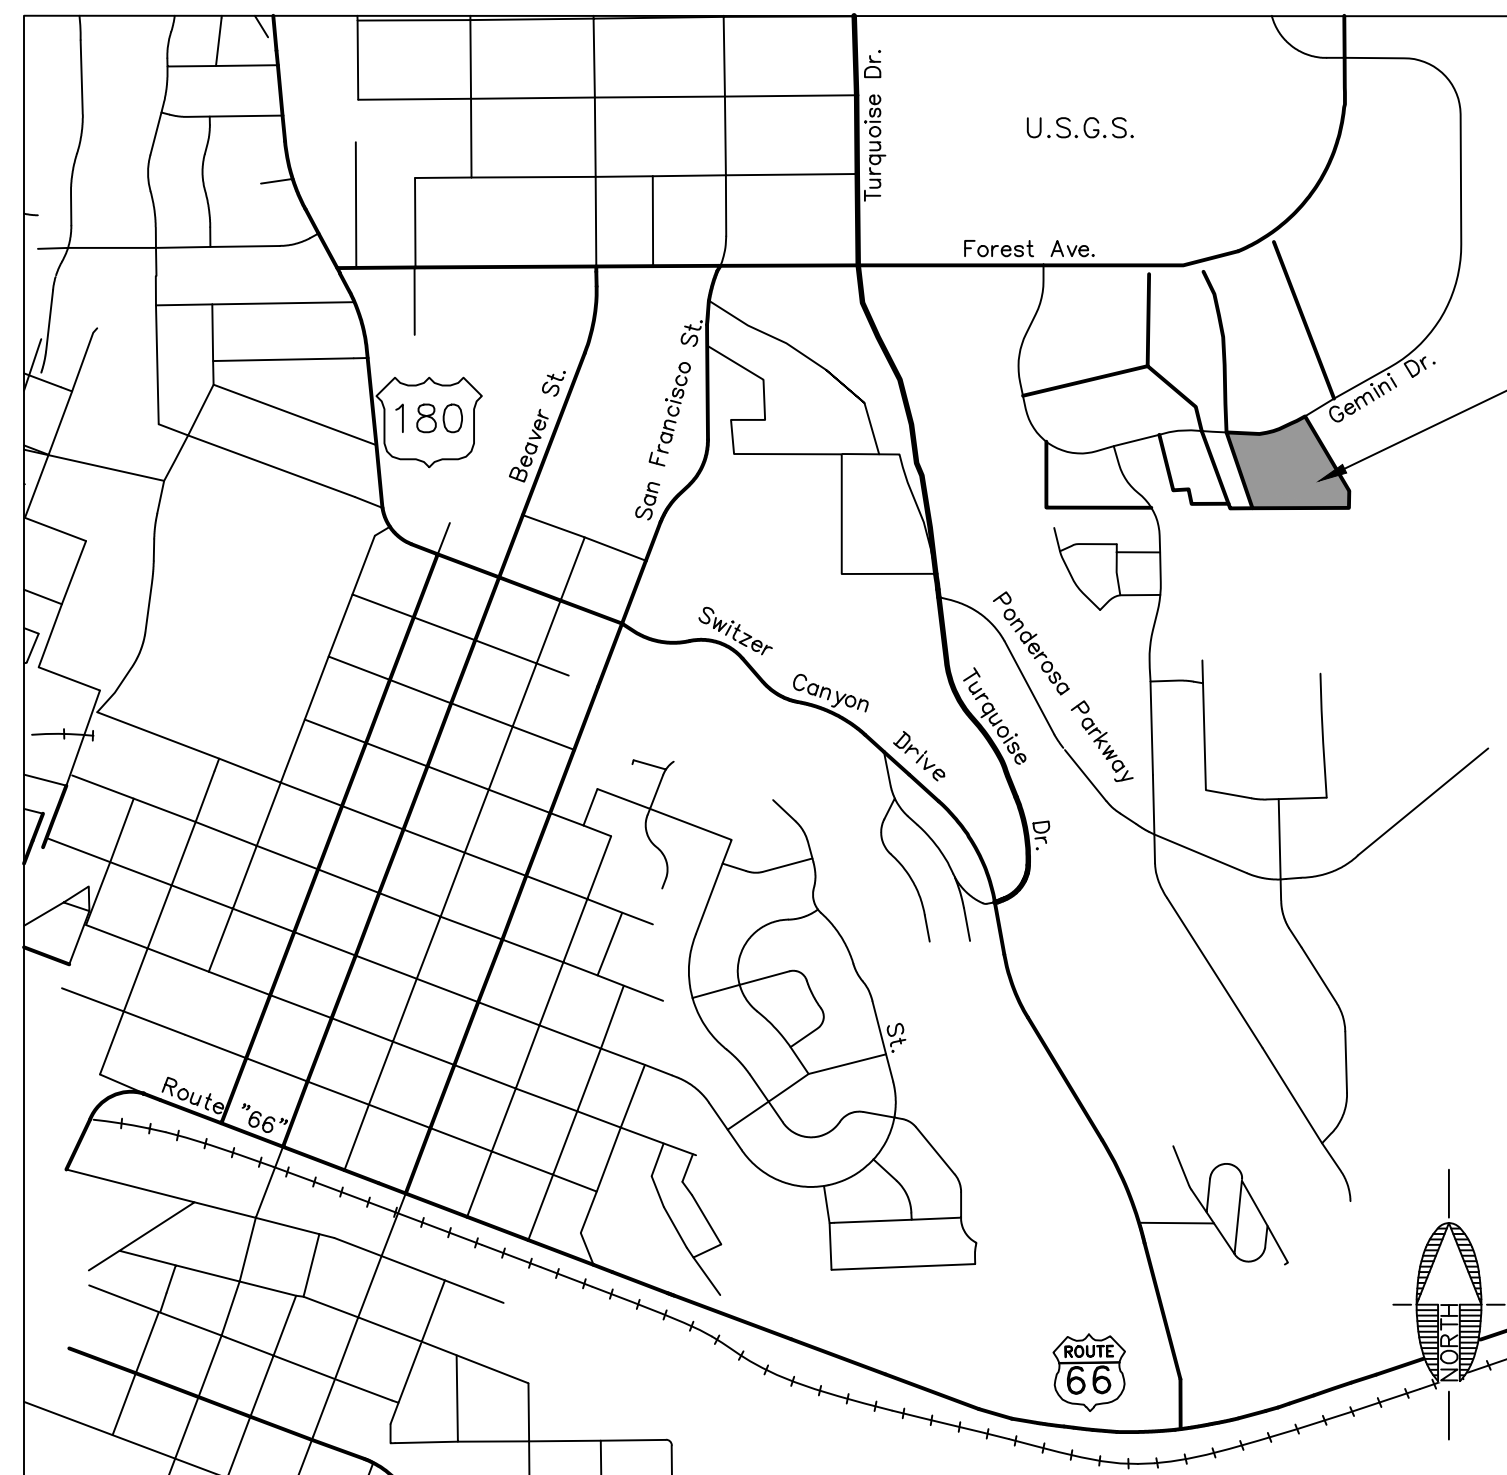 Turquoise Dr.
U.S.G.S.
Forest Ave.
Gemini Dr.
180
Beaver St.
San Francisco St.
Switzer Canyon Drive
Ponderosa Parkway
Turquoise Dr.
St.
Route "66"
ROUTE
66
NORTH